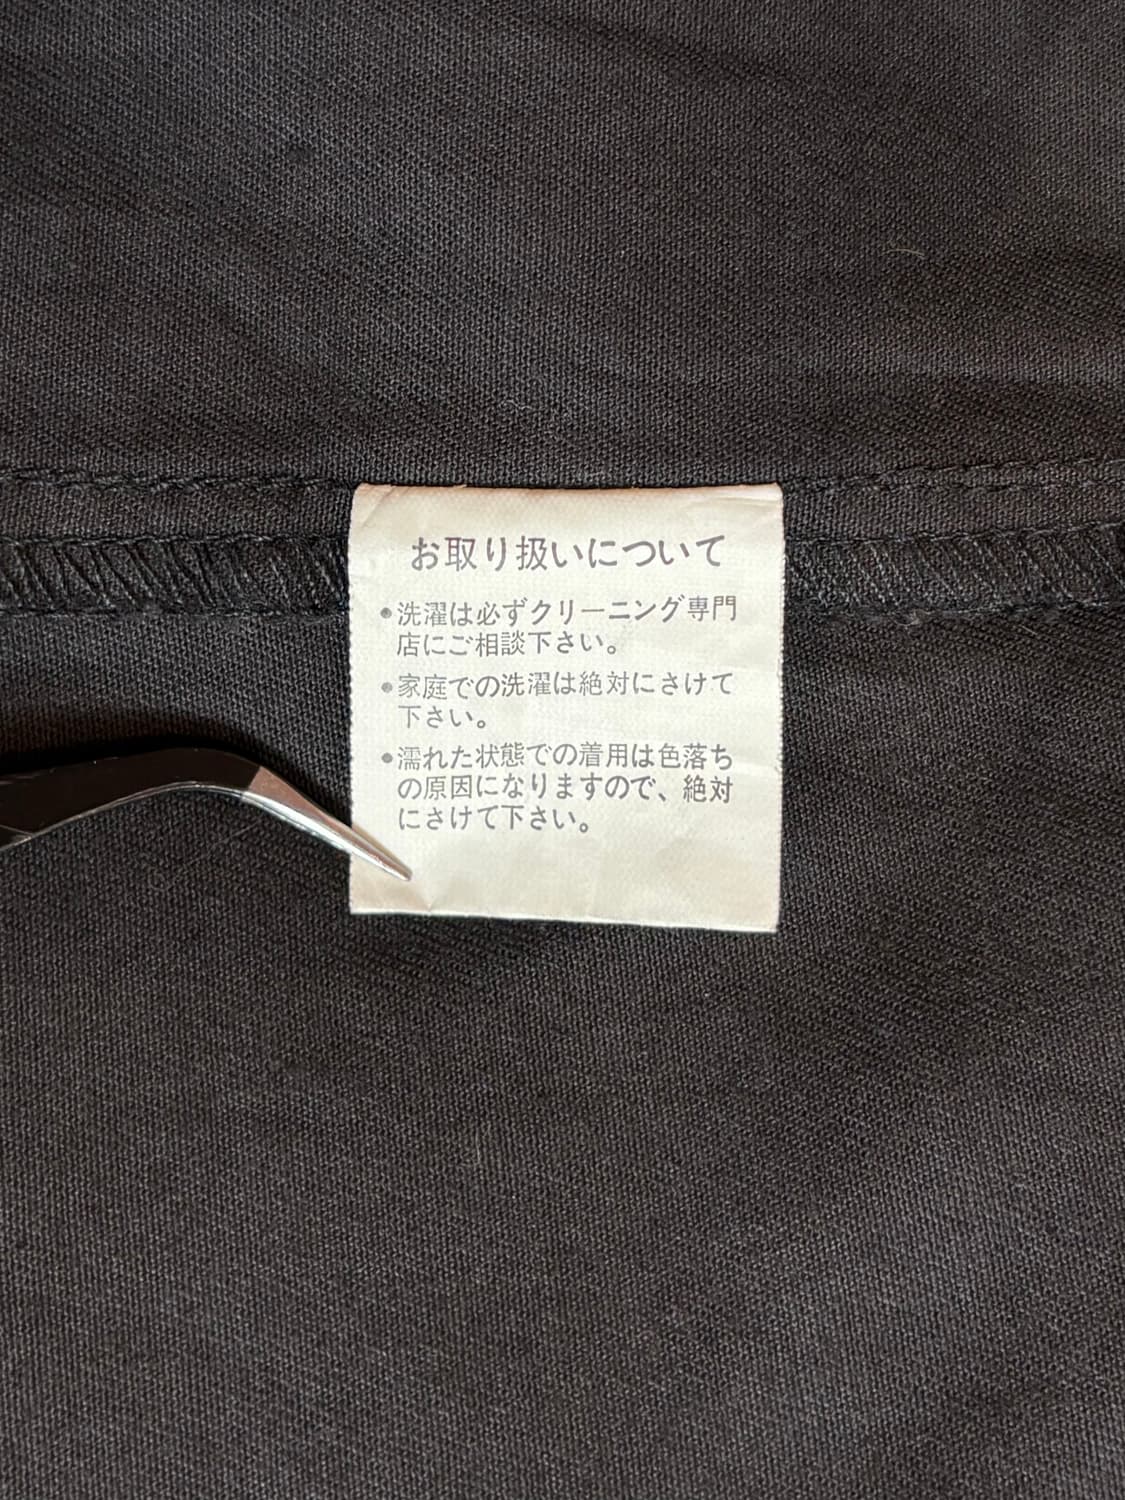 お取り扱いについて
●洗濯は必ずクリーニング専門
店にご相談下さい。
●家庭での洗濯は絶対にさけて
下さい。
●濡れた状態での着用は色落ち
の原因になりますので、絶対
にさけて下さい。